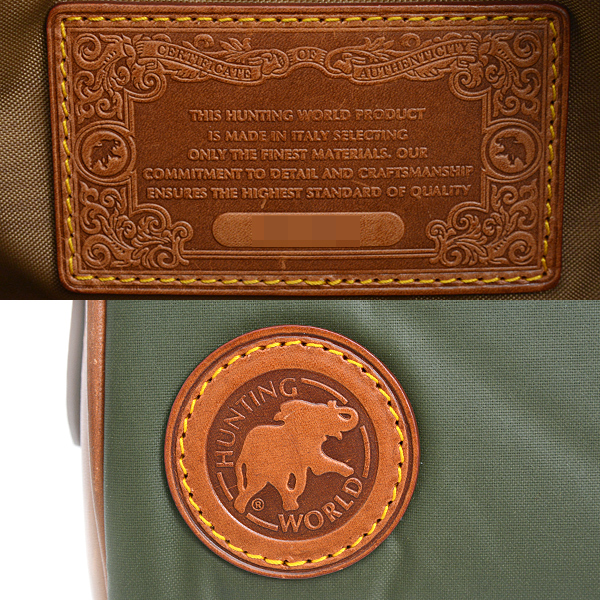 CERTIFICATE OF AUTHENTICITY
THIS HUNTING WORLD PRODUCT
IS MADE IN ITALY SELECTING
ONLY THE FINEST MATERIALS. OUR
COMMITMENT TO DETAIL AND CRAFTSMANSHIP
ENSURES THE HIGHEST STANDARD OF QUALITY
HUNTING
WORLD
®